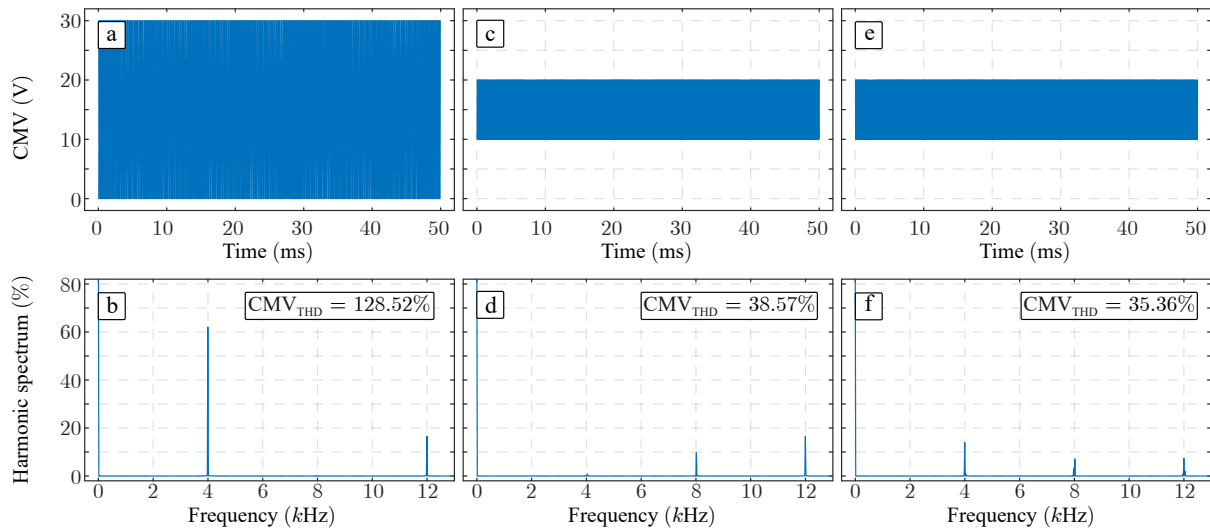 CMV (V)
30
20
10
0
a
0 10 20 30 40 50
Time (ms)
c
0 10 20 30 40 50
Time (ms)
e
0 10 20 30 40 50
Time (ms)
Harmonic spectrum (%)
80
60
40
20
0
b
CMV_THD = 128.52%
0 2 4 6 8 10 12
Frequency (kHz)
d
CMV_THD = 38.57%
0 2 4 6 8 10 12
Frequency (kHz)
f
CMV_THD = 35.36%
0 2 4 6 8 10 12
Frequency (kHz)